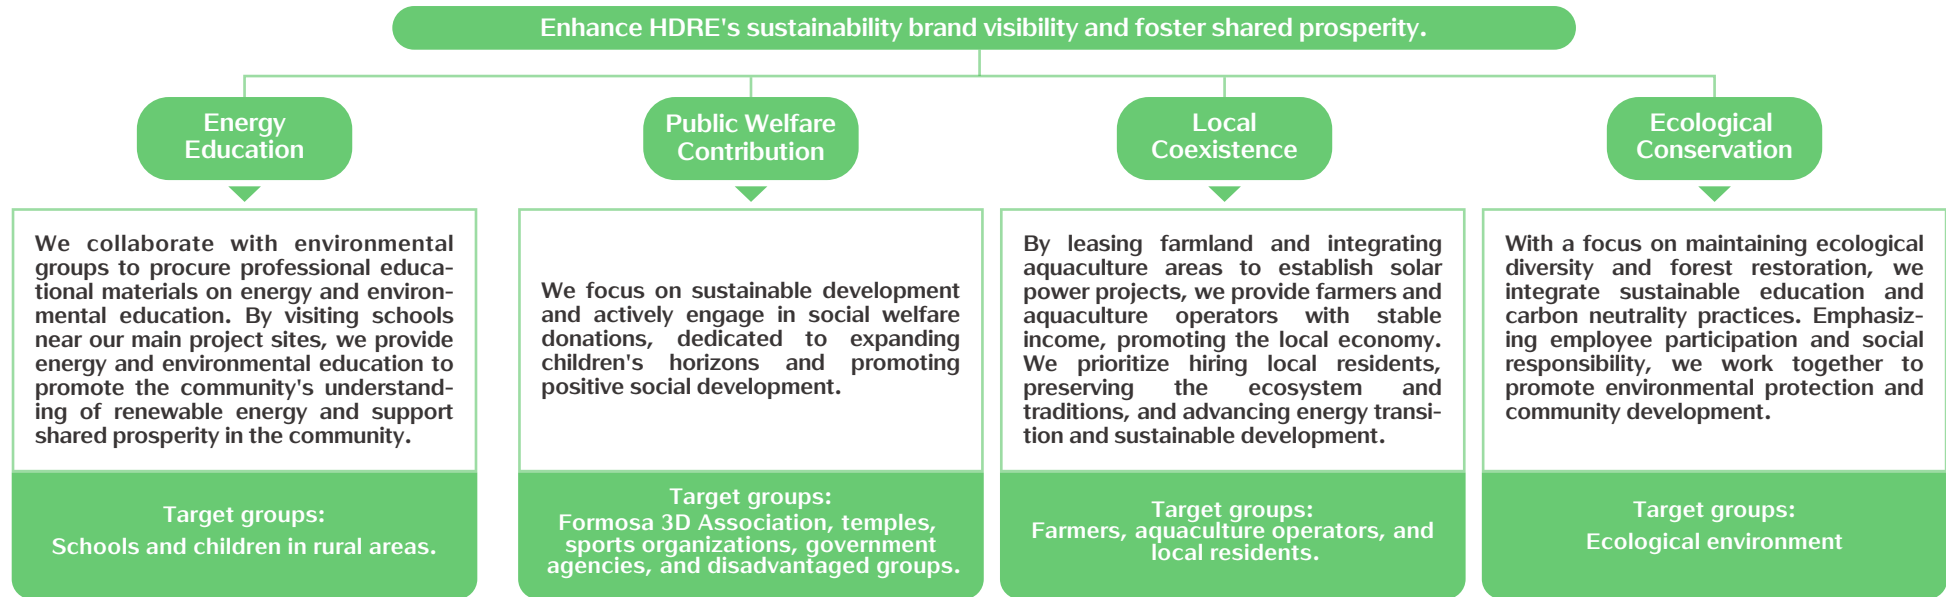 Enhance HDRE's sustainability brand visibility and foster shared prosperity.
Energy
Education
We collaborate with environmental
groups to procure professional educa-
tional materials on energy and environ-
mental education. By visiting schools
near our main project sites, we provide
energy and environmental education to
promote the community's understand-
ing of renewable energy and support
shared prosperity in the community.
Target groups:
Schools and children in rural areas.
Public Welfare
Contribution
We focus on sustainable development
and actively engage in social welfare
donations, dedicated to expanding
children's horizons and promoting
positive social development.
Target groups:
Formosa 3D Association, temples,
sports organizations, government
agencies, and disadvantaged groups.
Local
Coexistence
By leasing farmland and integrating
aquaculture areas to establish solar
power projects, we provide farmers and
aquaculture operators with stable
income, promoting the local economy.
We prioritize hiring local residents,
preserving the ecosystem and
traditions, and advancing energy transi-
tion and sustainable development.
Target groups:
Farmers, aquaculture operators, and
local residents.
Ecological
Conservation
With a focus on maintaining ecological
diversity and forest restoration, we
integrate sustainable education and
carbon neutrality practices. Emphasiz-
ing employee participation and social
responsibility, we work together to
promote environmental protection and
community development.
Target groups:
Ecological environment